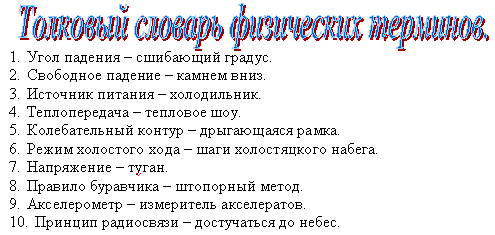 Толковый словарь физических терминов.
1. Угол падения – сшибающий градус.
2. Свободное падение – камнем вниз.
3. Источник питания – холодильник.
4. Теплопередача – тепловое шоу.
5. Колебательный контур – дрыгающаяся рамка.
6. Режим холостого хода – шаги холостяцкого набега.
7. Напряжение – туган.
8. Правило буравчика – штопорный метод.
9. Акселерометр – измеритель акселератов.
10. Принцип радиосвязи – достучаться до небес.